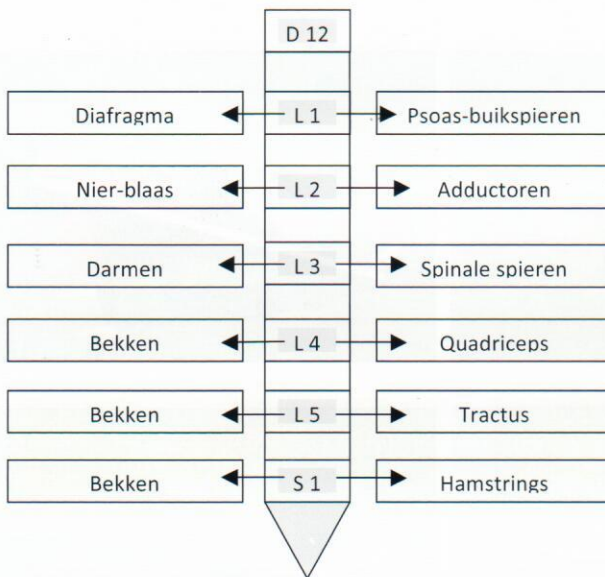 D 12
Diafragma L 1 Psoas-buikspieren
Nier-blaas L 2 Adductoren
Darmen L 3 Spinale spieren
Bekken L 4 Quadriceps
Bekken L 5 Tractus
Bekken S 1 Hamstrings